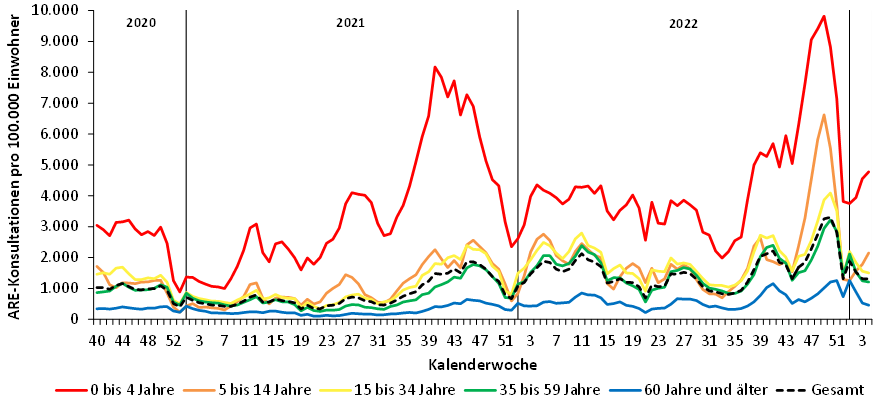 2020 2021 2022
ARE-Konsultationen pro 100.000 Einwohner
10.000
9.000
8.000
7.000
6.000
5.000
4.000
3.000
2.000
1.000
0
40 44 48 52 3 7 11 15 19 23 27 31 35 39 43 47 51 3 7 11 15 19 23 27 31 35 39 43 47 51 3
Kalenderwoche
0 bis 4 Jahre 5 bis 14 Jahre 15 bis 34 Jahre 35 bis 59 Jahre 60 Jahre und älter Gesamt